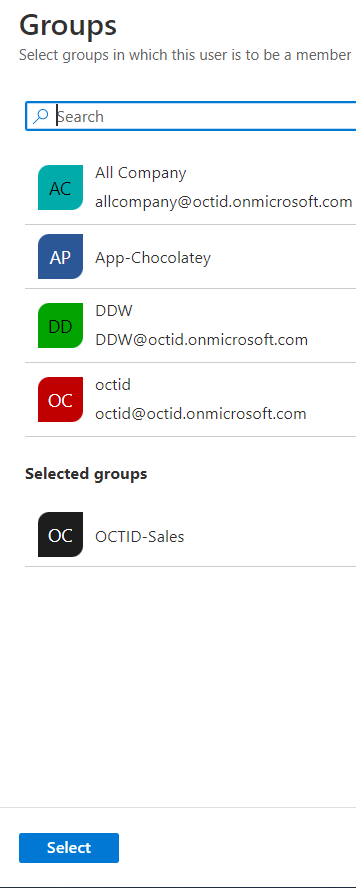 Groups
Select groups in which this user is to be a member
Search
AC
All Company
allcompany@octid.onmicrosoft.com
AP
App-Chocolatey
DD
DDW
DDW@octid.onmicrosoft.com
OC
octid
octid@octid.onmicrosoft.com
Selected groups
OC
OCTID-Sales
Select